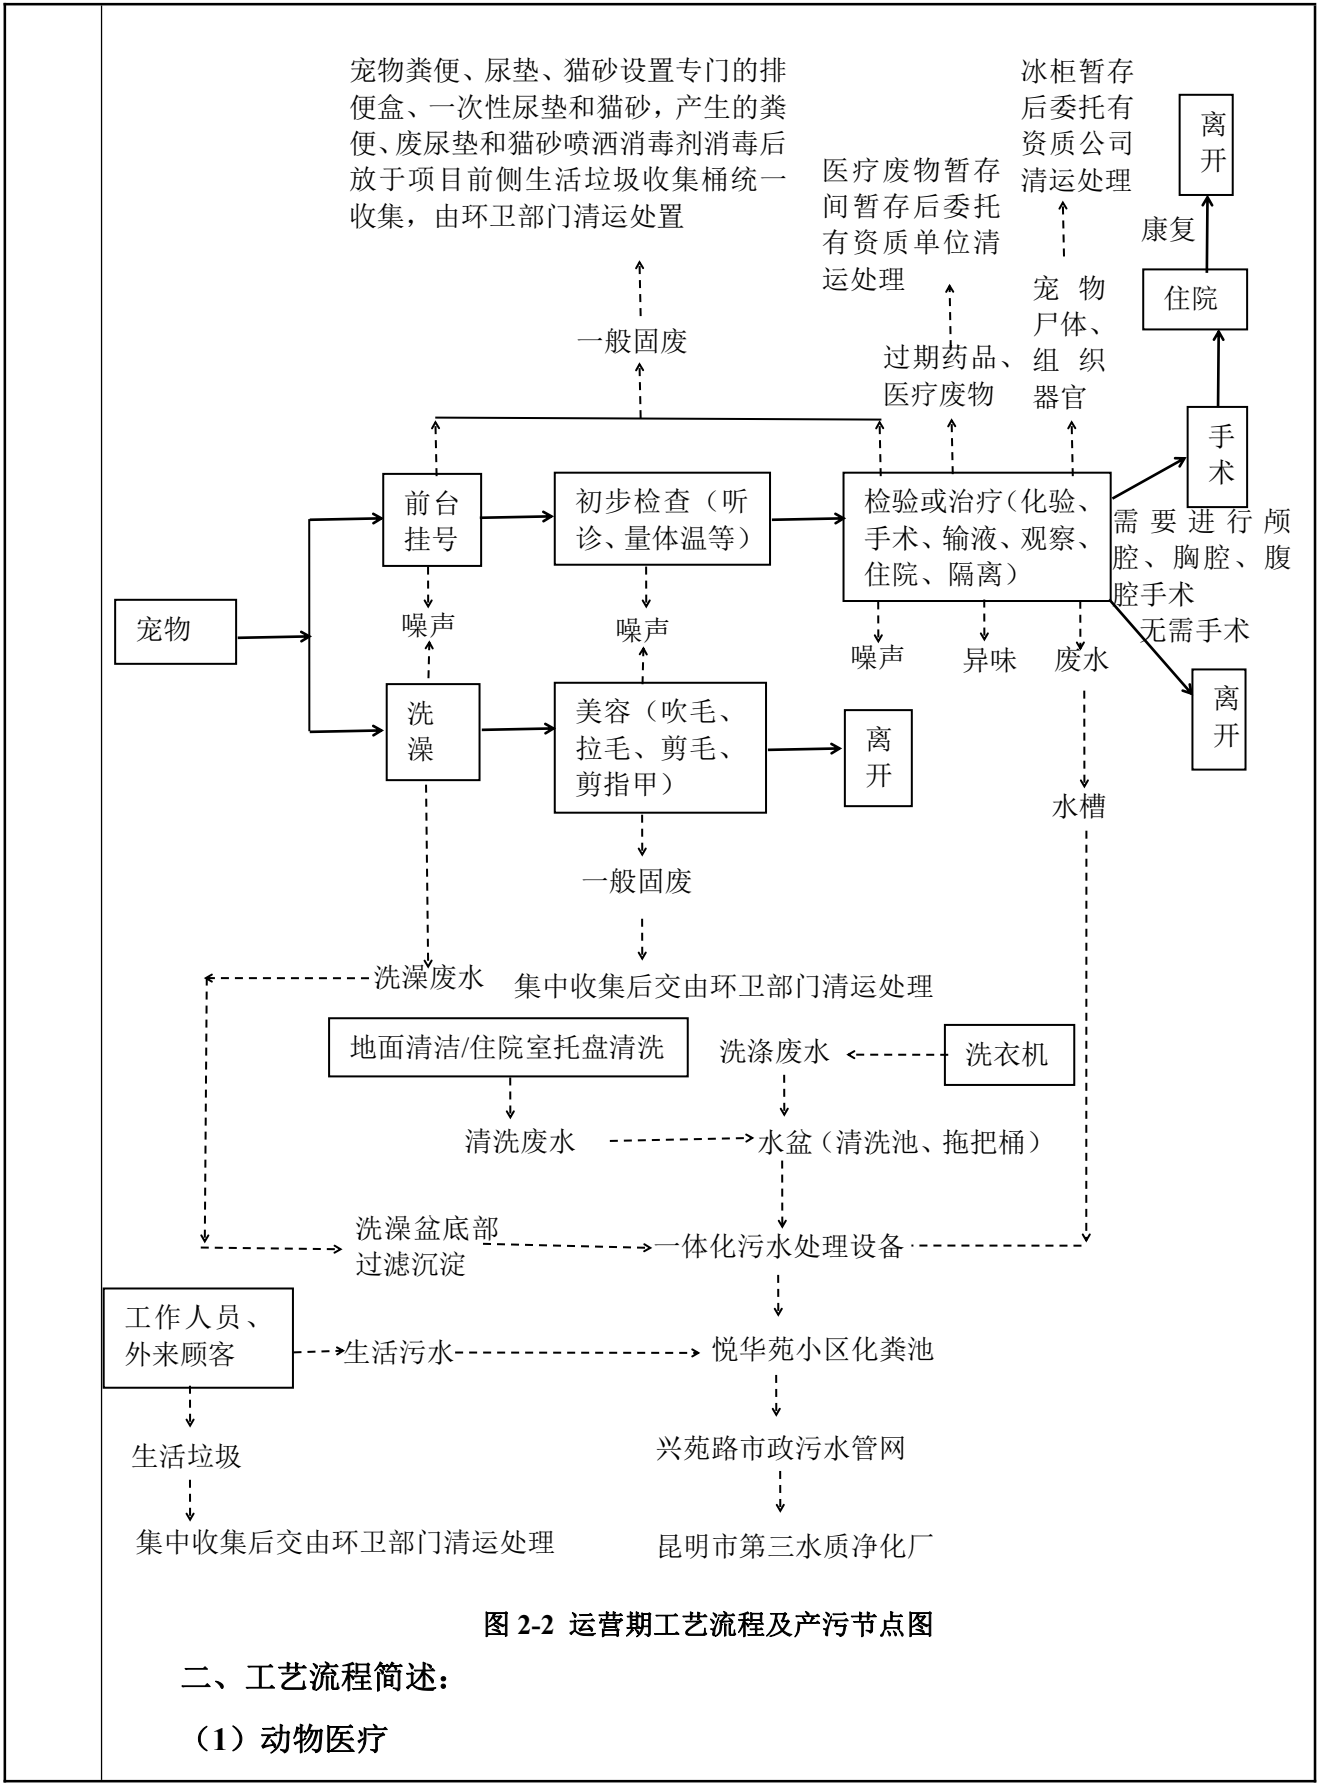 宠物粪便、尿垫、猫砂设置专门的排
便盒、一次性尿垫和猫砂，产生的粪
便、废尿垫和猫砂喷洒消毒剂消毒后
放于项目前侧生活垃圾收集桶统一
收集，由环卫部门清运处置
医疗废物暂存
间暂存后委托
有资质单位清
运处理
冰柜暂存
后委托有
资质公司
清运处理
离
开
康复
住院
一般固废
过期药品、
医疗废物
宠物
尸体、
组织
器官
手
术
前台
挂号
初步检查（听
诊、量体温等）
检验或治疗（化验、
手术、输液、观察、
住院、隔离）
需要进行颅
腔、胸腔、腹
腔手术
无需手术
宠物
噪声
噪声
噪声
异味
废水
洗
澡
美容（吹毛、
拉毛、剪毛、
剪指甲）
离
开
离
开
水槽
一般固废
洗澡废水
集中收集后交由环卫部门清运处理
地面清洁/住院室托盘清洗
洗涤废水
洗衣机
清洗废水
水盆（清洗池、拖把桶）
洗澡盆底部
过滤沉淀
一体化污水处理设备
工作人员、
外来顾客
生活污水
悦华苑小区化粪池
生活垃圾
兴苑路市政污水管网
集中收集后交由环卫部门清运处理
昆明市第三水质净化厂
图 2-2 运营期工艺流程及产污节点图
二、工艺流程简述：
（1）动物医疗